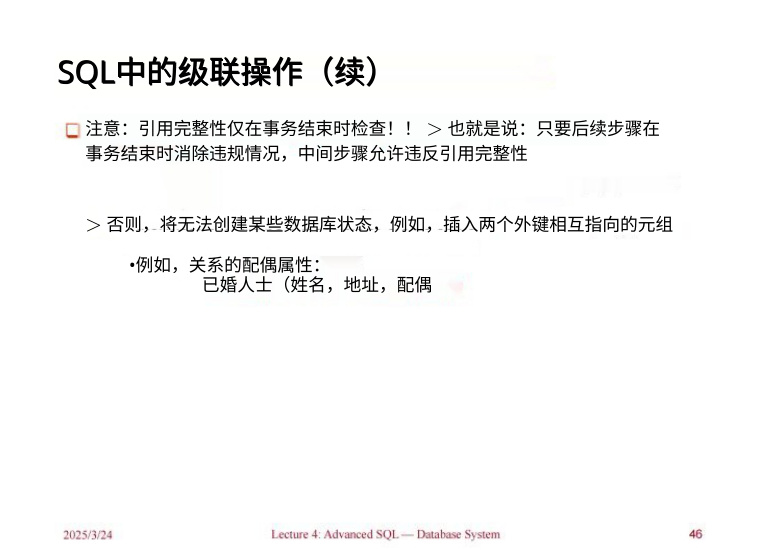 SQL中的级联操作（续）
注意：引用完整性仅在事务结束时检查！！ ＞ 也就是说：只要后续步骤在
事务结束时消除违规情况，中间步骤允许违反引用完整性
＞ 否则，将无法创建某些数据库状态，例如，插入两个外键相互指向的元组
•例如，关系的配偶属性：
已婚人士（姓名，地址，配偶
2025/3/24
Lecture 4: Advanced SQL — Database System
46